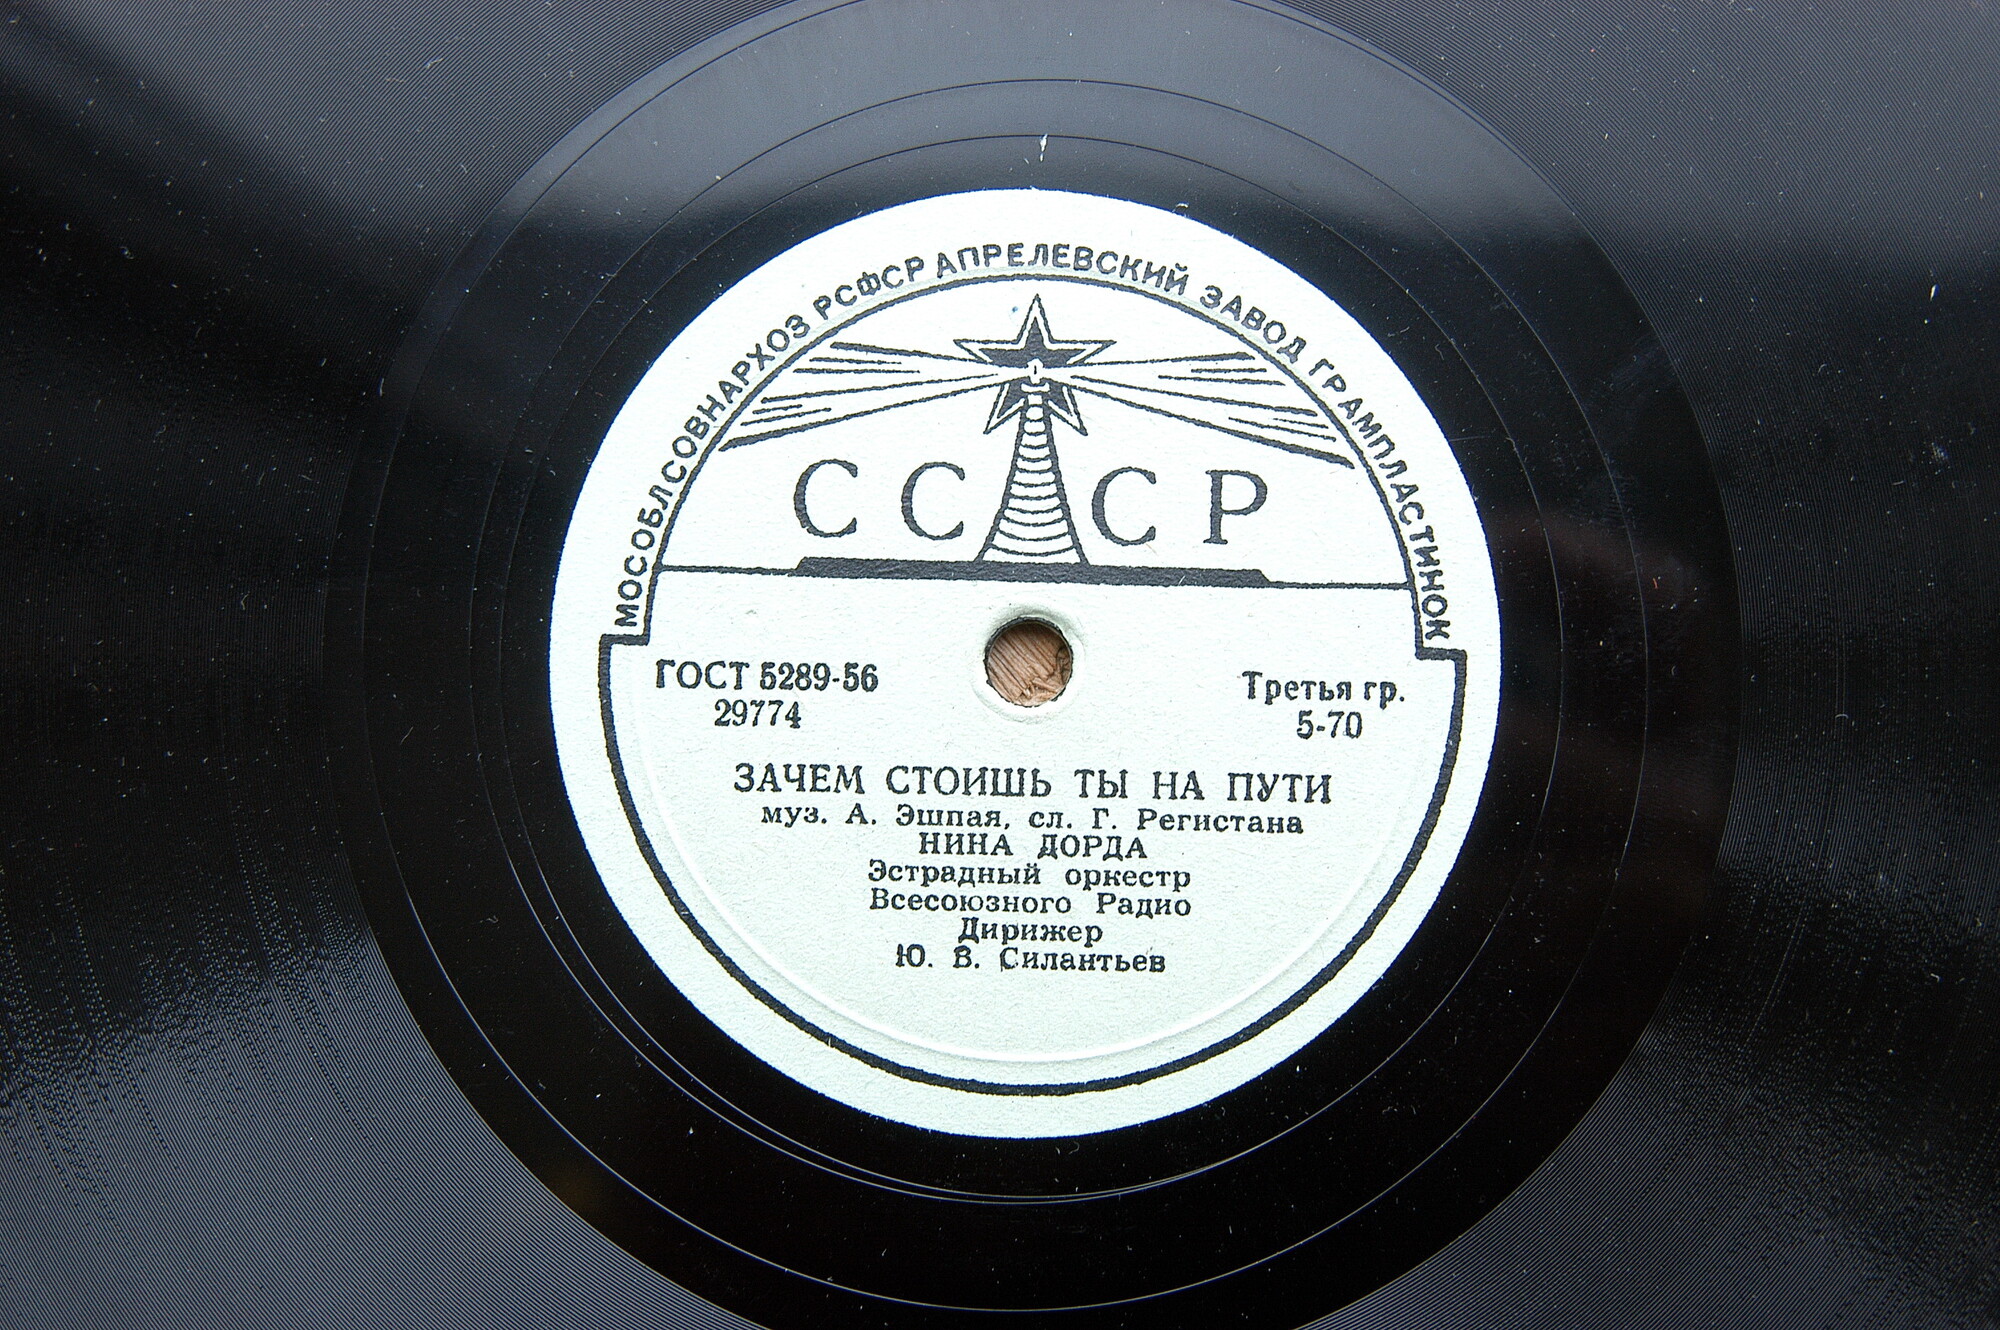 МОСОБЛСОВНАРХОЗ РСФСР АПРЕЛЕВСКИЙ ЗАВОД ГРАМПЛАСТИНОК
СССР
ГОСТ 5289-56
29774
Третья гр.
5-70
ЗАЧЕМ СТОИШЬ ТЫ НА ПУТИ
муз. А. Эшпая, сл. Г. Регистана
НИНА ДОРДА
Эстрадный оркестр
Всесоюзного Радио
Дирижер
Ю. В. Силантьев